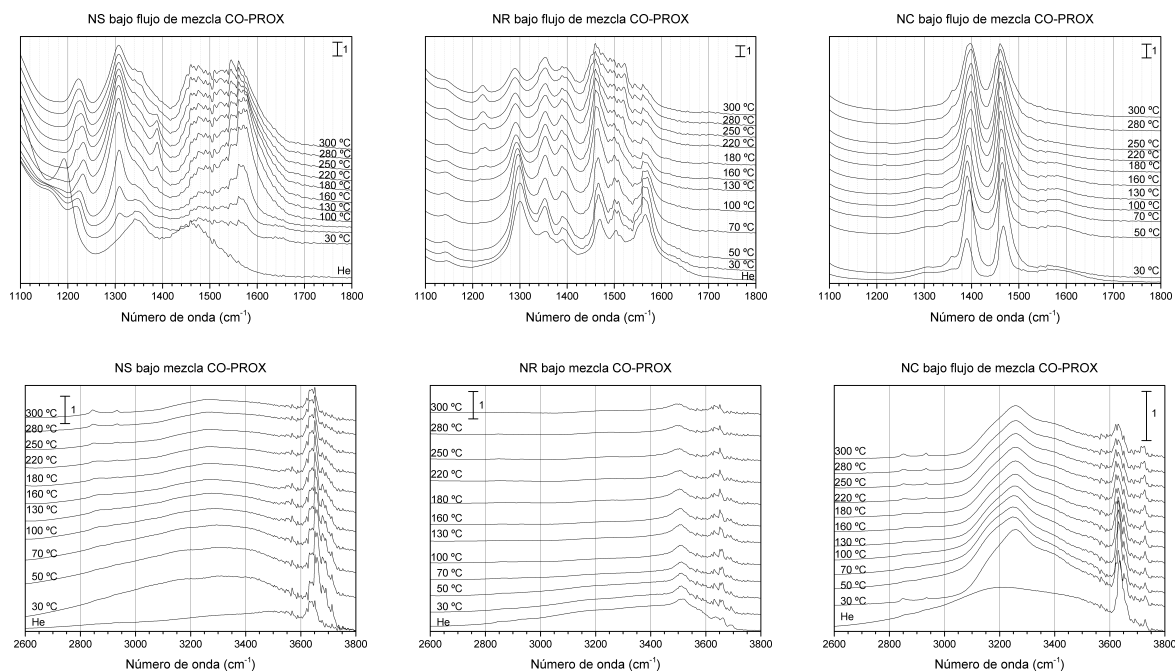 NS bajo flujo de mezcla CO-PROX
1
300 ºC
280 ºC
250 ºC
220 ºC
180 ºC
160 ºC
130 ºC
100 ºC
30 ºC
He
1100 1200 1300 1400 1500 1600 1700 1800
Número de onda (cm-1)
NR bajo flujo de mezcla CO-PROX
1
300 ºC
280 ºC
250 ºC
220 ºC
180 ºC
160 ºC
130 ºC
100 ºC
70 ºC
50 ºC
30 ºC
He
1100 1200 1300 1400 1500 1600 1700 1800
Número de onda (cm-1)
NC bajo flujo de mezcla CO-PROX
1
300 ºC
280 ºC
250 ºC
220 ºC
180 ºC
160 ºC
130 ºC
100 ºC
70 ºC
50 ºC
30 ºC
1100 1200 1300 1400 1500 1600 1700 1800
Número de onda (cm-1)
NS bajo mezcla CO-PROX
1
300 ºC
280 ºC
250 ºC
220 ºC
180 ºC
160 ºC
130 ºC
100 ºC
70 ºC
50 ºC
30 ºC
He
2600 2800 3000 3200 3400 3600 3800
Número de onda (cm-1)
NR bajo mezcla CO-PROX
1
300 ºC
280 ºC
250 ºC
220 ºC
180 ºC
160 ºC
130 ºC
100 ºC
70 ºC
50 ºC
30 ºC
He
2600 2800 3000 3200 3400 3600 3800
Número de onda (cm-1)
NC bajo flujo de mezcla CO-PROX
1
300 ºC
280 ºC
250 ºC
220 ºC
180 ºC
160 ºC
130 ºC
100 ºC
70 ºC
50 ºC
30 ºC
He
2600 2800 3000 3200 3400 3600 3800
Número de onda (cm-1)